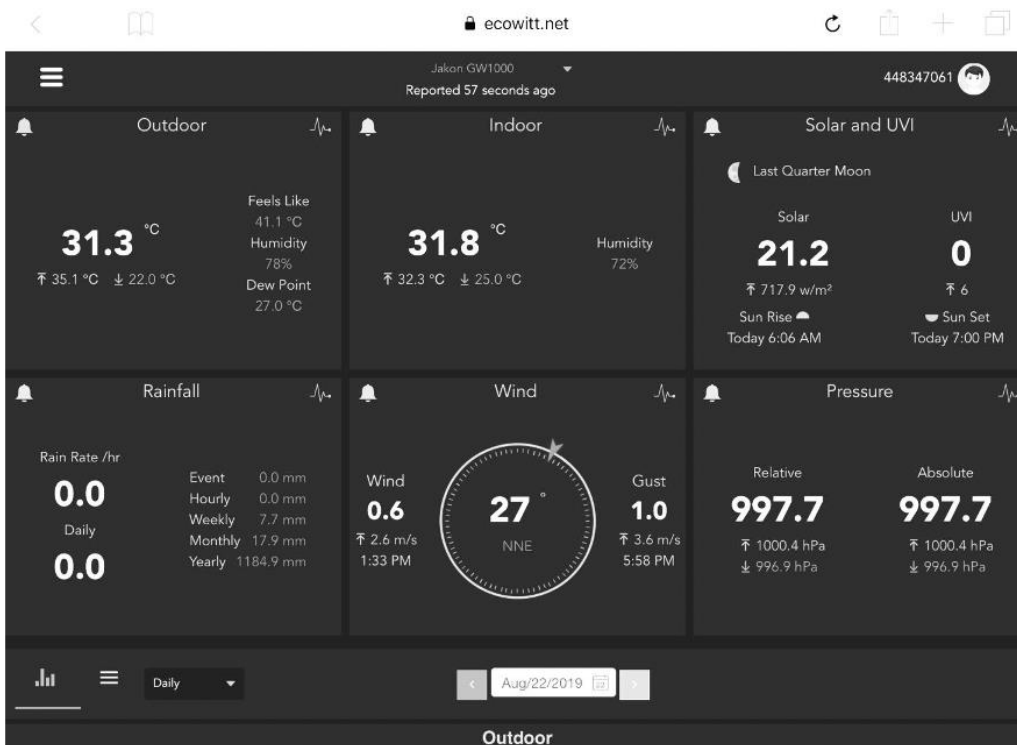 ecowitt.net
Jakon GW1000
Reported 57 seconds ago
448347061
Outdoor
31.3 °C
↑ 35.1 °C ↓ 22.0 °C
Feels Like
41.1 °C
Humidity
78%
Dew Point
27.0 °C
Indoor
31.8 °C
↑ 32.3 °C ↓ 25.0 °C
Humidity
72%
Solar and UVI
Last Quarter Moon
Solar
21.2
↑ 717.9 w/m²
Sun Rise
Today 6:06 AM
UVI
0
↑ 6
Sun Set
Today 7:00 PM
Rainfall
Rain Rate /hr
0.0
Daily
0.0
Event 0.0 mm
Hourly 0.0 mm
Weekly 7.7 mm
Monthly 17.9 mm
Yearly 1184.9 mm
Wind
Wind
0.6
↑ 2.6 m/s
1:33 PM
27°
NNE
Gust
1.0
↑ 3.6 m/s
5:58 PM
Pressure
Relative
997.7
↑ 1000.4 hPa
↓ 996.9 hPa
Absolute
997.7
↑ 1000.4 hPa
↓ 996.9 hPa
Daily
Aug/22/2019
Outdoor